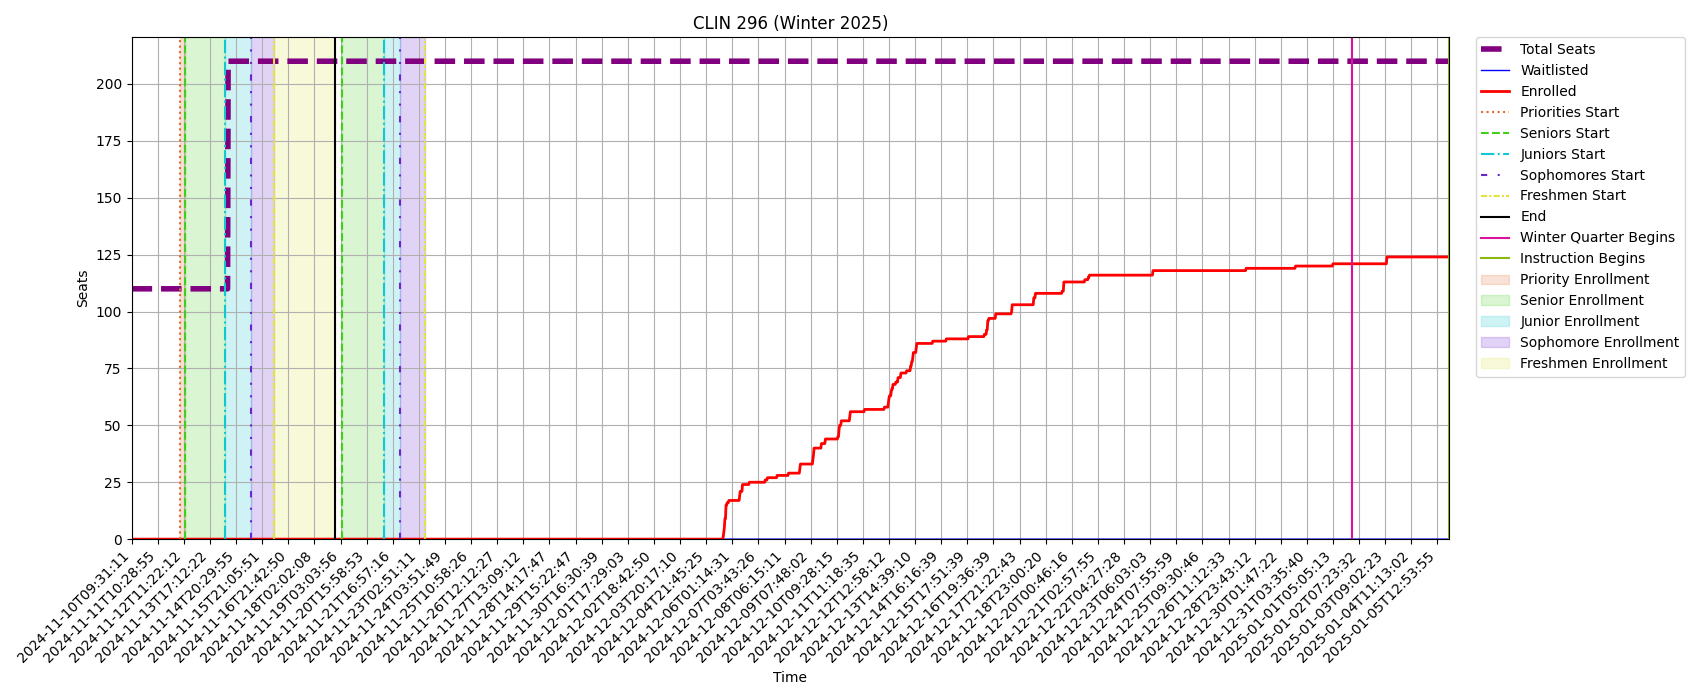 CLIN 296 (Winter 2025)
Seats
200
175
150
125
100
75
50
25
0
2024-11-10T09:31:11
2024-11-11T10:28:55
2024-11-12T11:22:12
2024-11-13T17:12:22
2024-11-14T20:29:55
2024-11-15T21:05:51
2024-11-16T21:42:50
2024-11-18T02:02:08
2024-11-19T03:03:56
2024-11-20T15:58:53
2024-11-21T16:57:16
2024-11-23T02:51:11
2024-11-24T03:51:49
2024-11-25T10:58:26
2024-11-26T12:12:27
2024-11-27T13:09:12
2024-11-28T14:17:47
2024-11-29T15:22:47
2024-11-30T16:30:39
2024-12-01T17:29:03
2024-12-02T18:42:50
2024-12-03T20:17:10
2024-12-04T21:45:25
2024-12-06T01:14:31
2024-12-07T03:43:26
2024-12-08T06:15:11
2024-12-09T07:48:02
2024-12-10T09:28:15
2024-12-11T11:18:35
2024-12-12T12:58:12
2024-12-13T14:39:10
2024-12-14T16:16:39
2024-12-15T17:51:39
2024-12-16T19:36:39
2024-12-17T21:22:43
2024-12-18T23:00:20
2024-12-20T00:46:16
2024-12-21T02:57:55
2024-12-22T04:27:28
2024-12-23T06:03:03
2024-12-24T07:55:59
2024-12-25T09:30:46
2024-12-26T11:12:33
2024-12-28T23:43:12
2024-12-30T01:47:22
2024-12-31T03:35:40
2025-01-01T05:05:13
2025-01-02T07:23:32
2025-01-03T09:02:23
2025-01-04T11:13:02
2025-01-05T12:53:55
Time
Total Seats
Waitlisted
Enrolled
Priorities Start
Seniors Start
Juniors Start
Sophomores Start
Freshmen Start
End
Winter Quarter Begins
Instruction Begins
Priority Enrollment
Senior Enrollment
Junior Enrollment
Sophomore Enrollment
Freshmen Enrollment